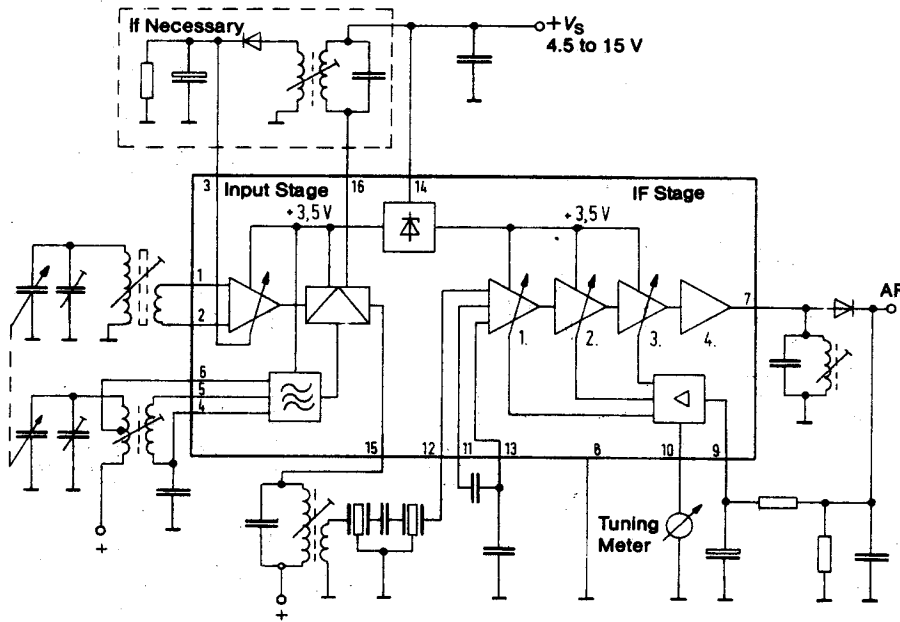 If Necessary
+VS
4.5 to 15 V
3
Input Stage
16
14
IF Stage
+3,5 V
+3,5 V
1
2
1.
2.
3.
4.
7
AF
6
5
4
15
12
11
13
8
10
9
Tuning
Meter
+
+